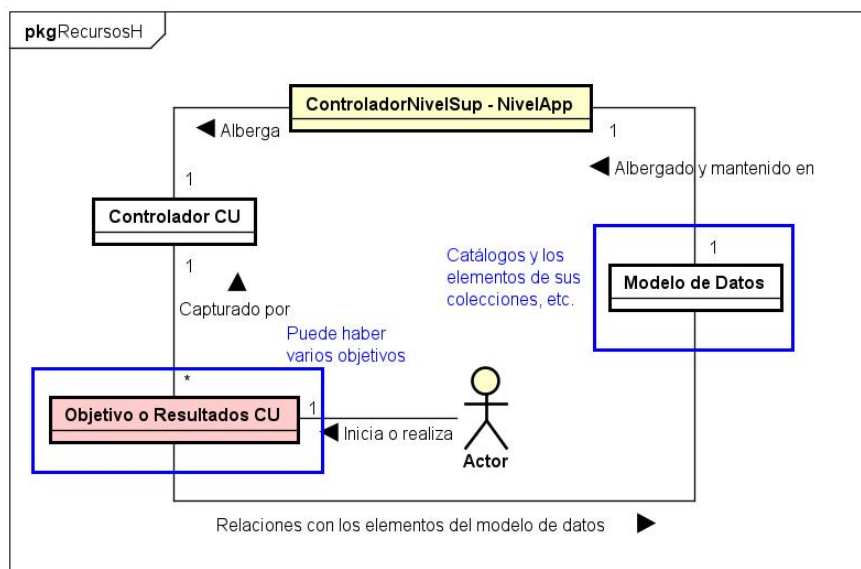 pkg RecursosH
ControladorNivelSup - NivelApp
Alberga
1
Albergado y mantenido en
1
Controlador CU
1
Capturado por
Catálogos y los
elementos de sus
colecciones, etc.
1
Modelo de Datos
Puede haber
varios objetivos
*
Objetivo o Resultados CU
1
Inicia o realiza
Actor
Relaciones con los elementos del modelo de datos